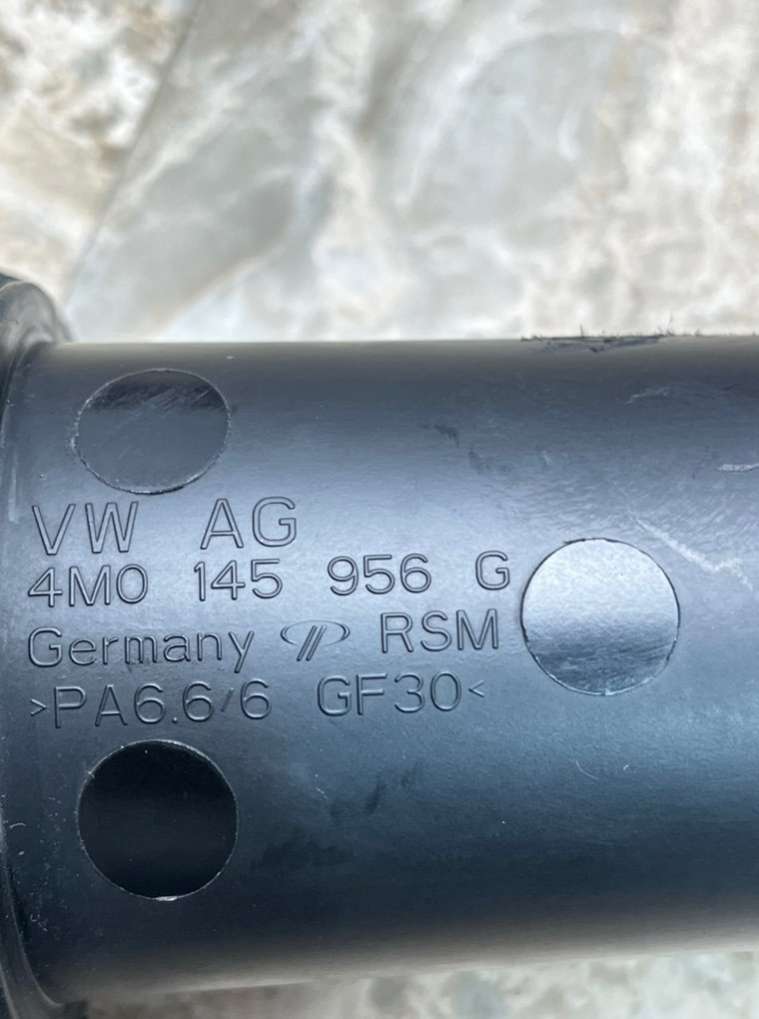 VW AG
4M0 145 956 G
Germany RSM
>PA6.6/6 GF30<